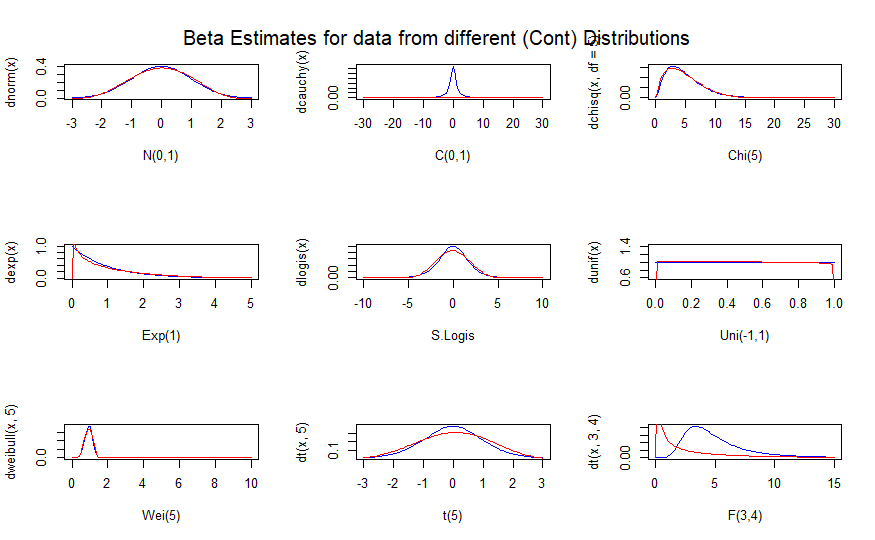 Beta Estimates for data from different (Cont) Distributions
dnorm(x)
0.0 0.4
-3 -2 -1 0 1 2 3
N(0,1)
dcauchy(x)
0.00
-30 -20 -10 0 10 20 30
C(0,1)
dchisq(x, df = 5)
0.00
0 5 10 15 20 25 30
Chi(5)
dexp(x)
0.0 1.0
0 1 2 3 4 5
Exp(1)
dlogis(x)
0.00
-10 -5 0 5 10
S.Logis
dunif(x)
0.6 1.4
0.0 0.2 0.4 0.6 0.8 1.0
Uni(-1,1)
dweibull(x, 5)
0.0
0 2 4 6 8 10
Wei(5)
dt(x, 5)
0.1
-3 -2 -1 0 1 2 3
t(5)
dt(x, 3, 4)
0.00
0 5 10 15
F(3,4)